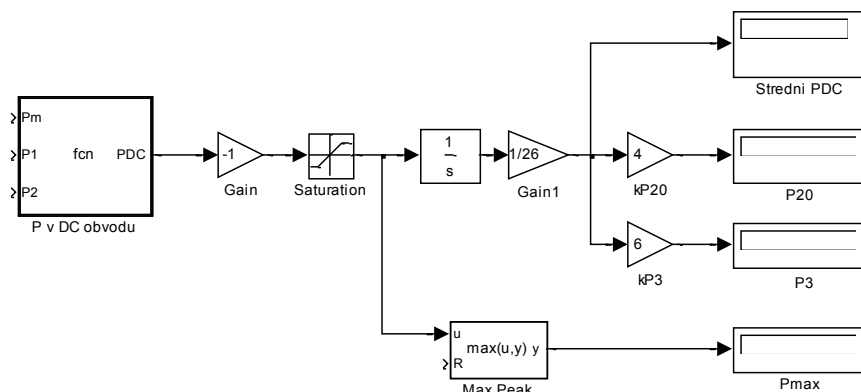 Stredni PDC
Pm
P1
P2
fcn
PDC
P v DC obvodu
-1
Gain
Saturation
1
s
1/26
Gain1
4
kP20
P20
6
kP3
P3
u
R
max(u,y)
y
Max Peak
Pmax